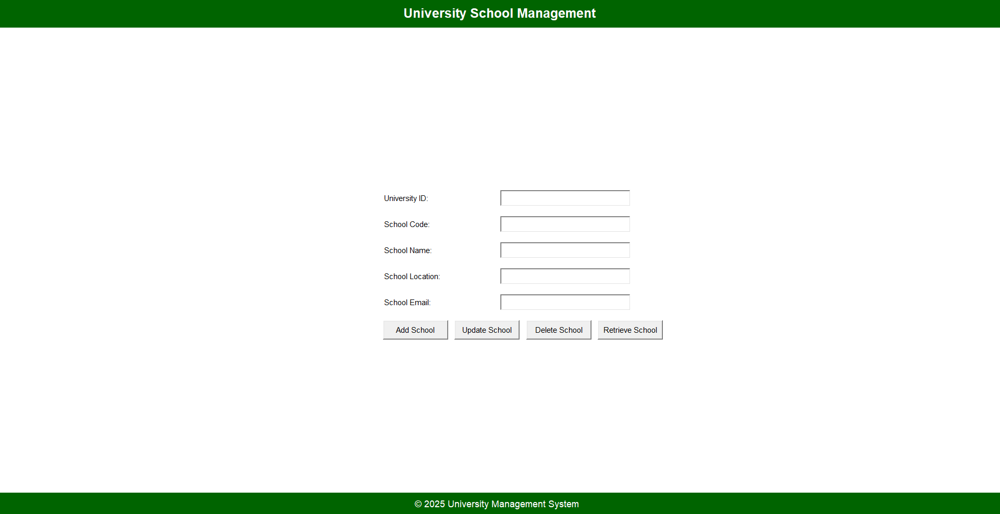 University School Management
University ID:
School Code:
School Name:
School Location:
School Email:
Add School Update School Delete School Retrieve School
© 2025 University Management System